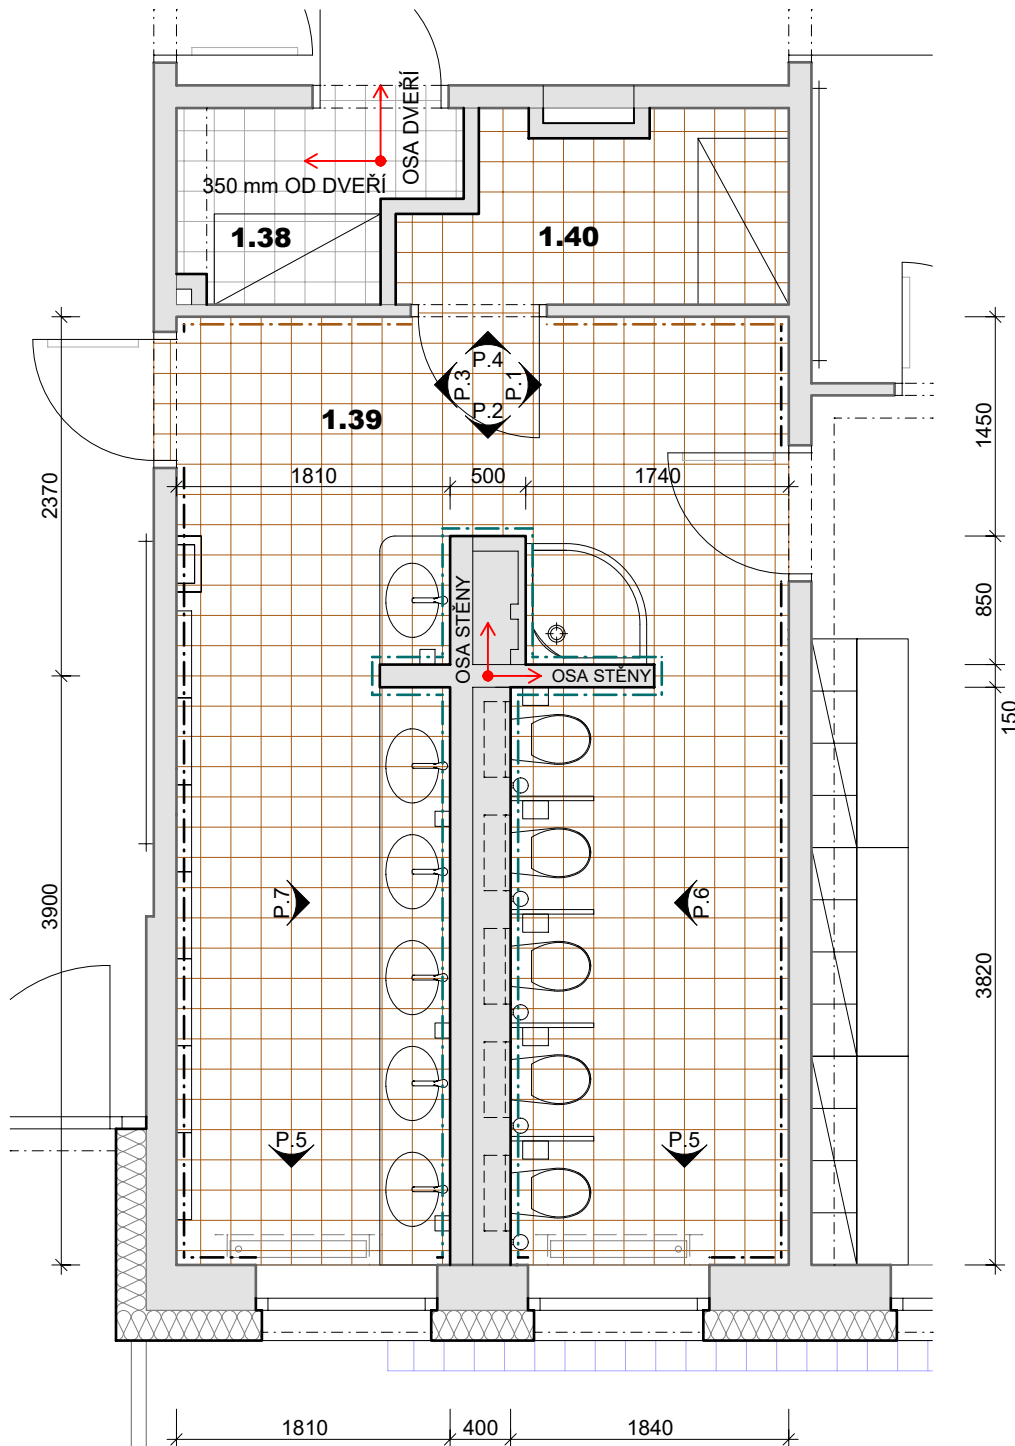 OSA DVEŘÍ
350 mm OD DVEŘÍ
1.38
1.40
P.4
P.3
P.1
P.2
1.39
1450
1810
500
1740
2370
850
OSA STĚNY
OSA STĚNY
150
P.7
P.6
3900
3820
P.5
P.5
1810
400
1840